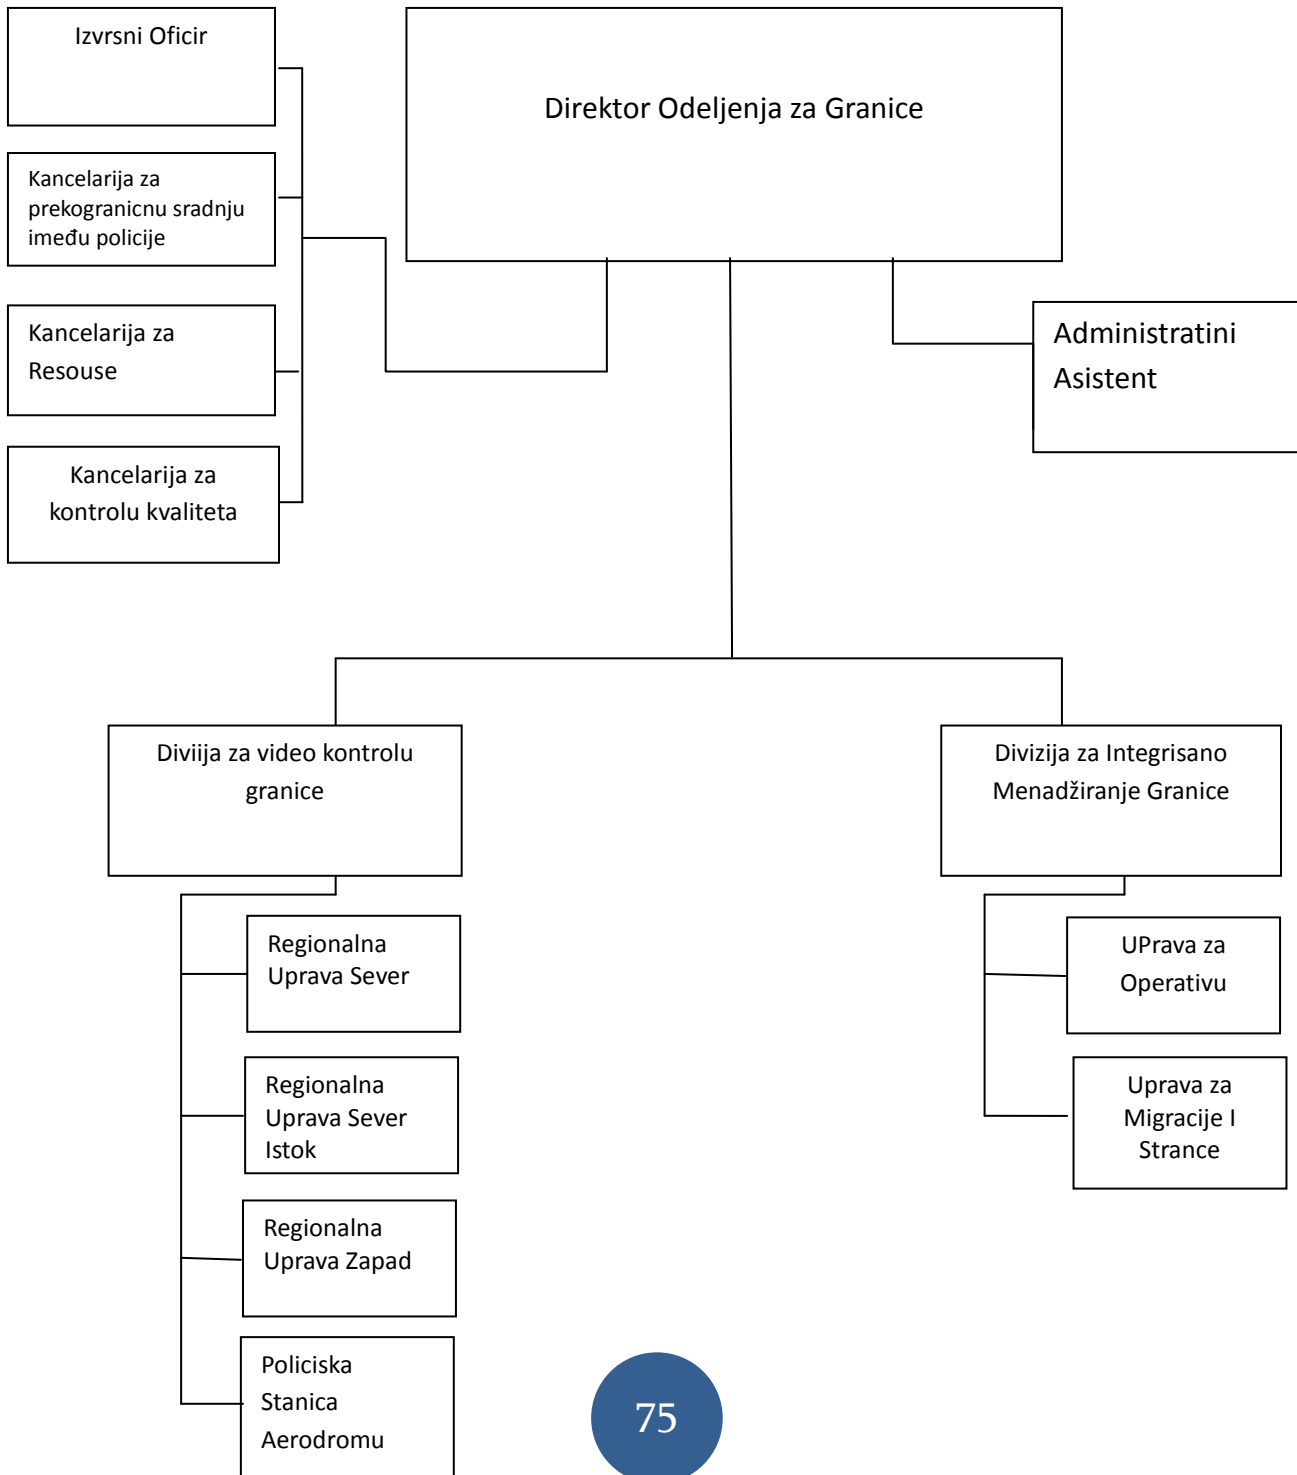 Izvrsni Oficir
Direktor Odeljenja za Granice
Kancelarija za
prekogranicnu sradnju
imeđu policije
Kancelarija za
Resouse
Kancelarija za
kontrolu kvaliteta
Administratini
Asistent
Diviija za video kontrolu
granice
Divizija za Integrisano
Menadžiranje Granice
Regionalna
Uprava Sever
Regionalna
Uprava Sever
Istok
Regionalna
Uprava Zapad
Policiska
Stanica
Aerodromu
UPrava za
Operativu
Uprava za
Migracije I
Strance
75